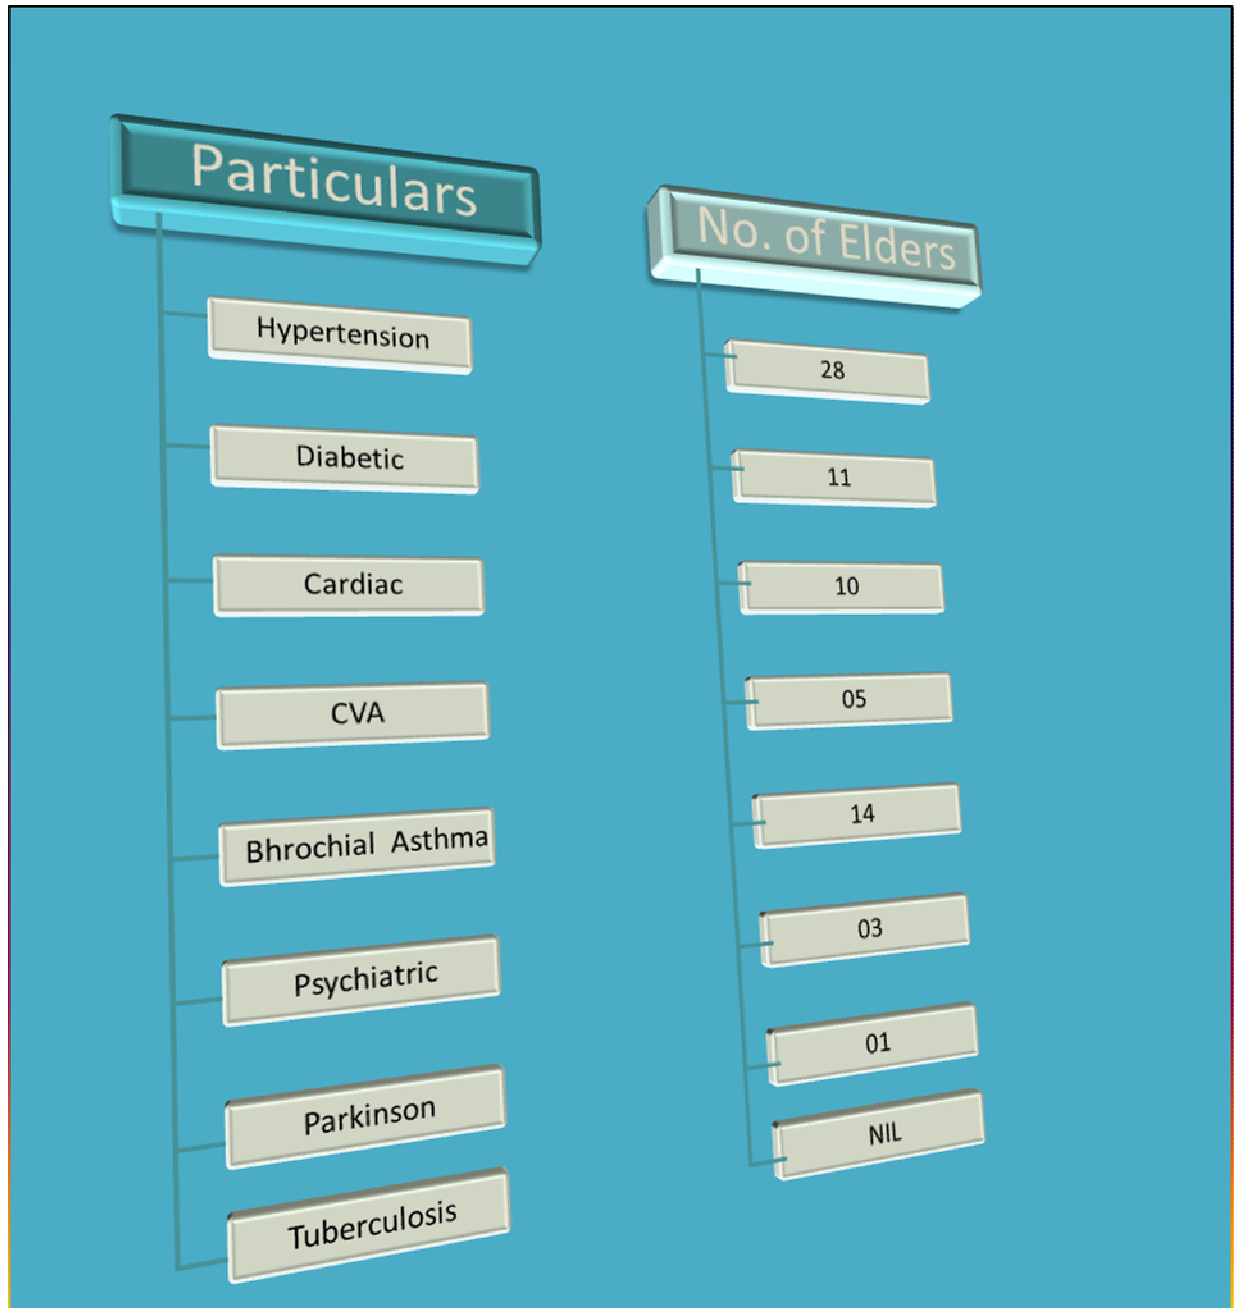 Particulars
Hypertension
Diabetic
Cardiac
CVA
Bhrochial Asthma
Psychiatric
Parkinson
Tuberculosis
No. of Elders
28
11
10
05
14
03
01
NIL